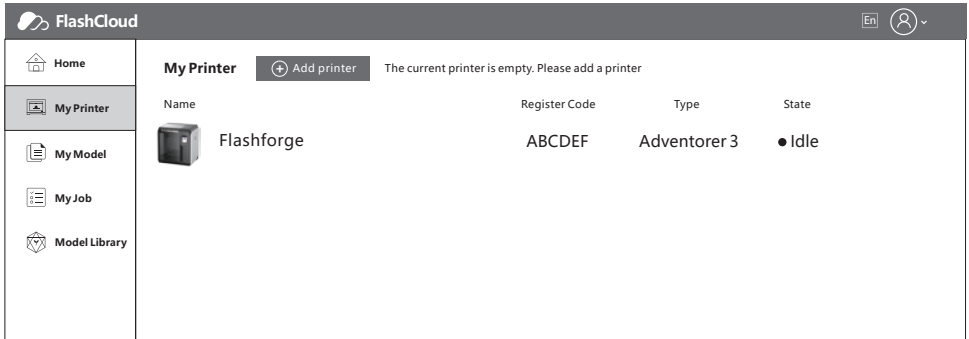 FlashCloud En
Home
My Printer
My Model
My Job
Model Library
My Printer Add printer The current printer is empty. Please add a printer
Name Register Code Type State
Flashforge ABCDEF Adventorer 3 Idle